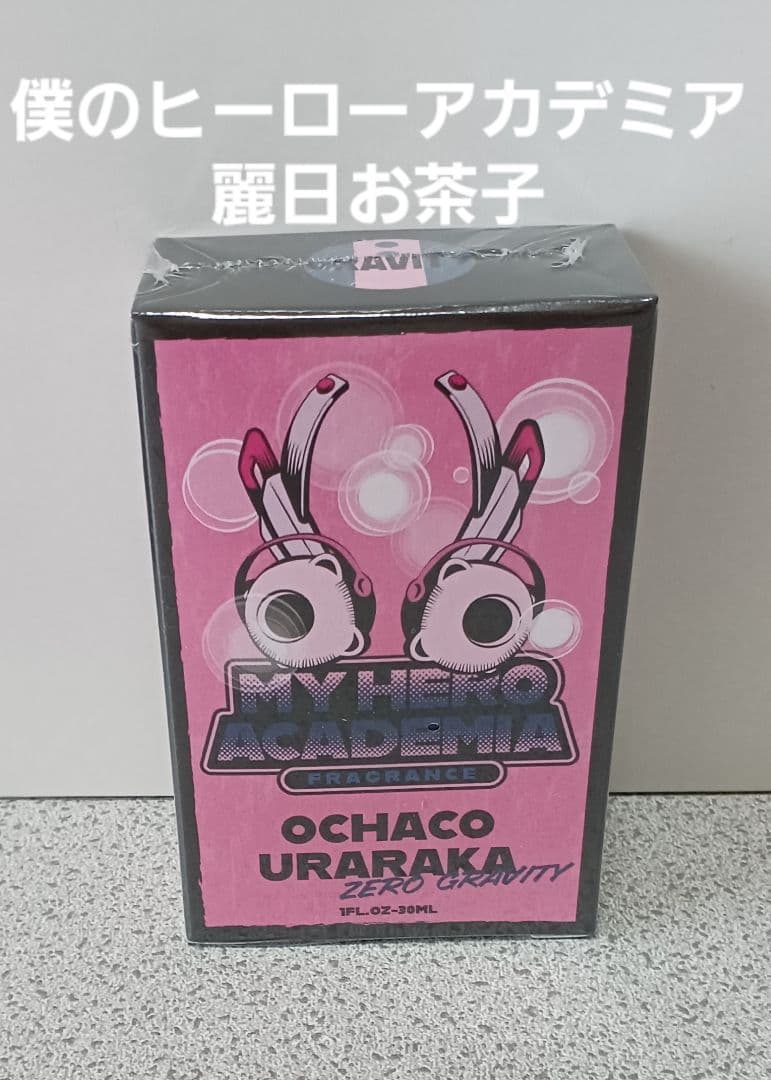 僕のヒーローアカデミア
麗日お茶子
MY HERO
ACADEMIA
FRAGRANCE
OCHACO
URARAKA
ZERO GRAVITY
1FL.OZ-30ML